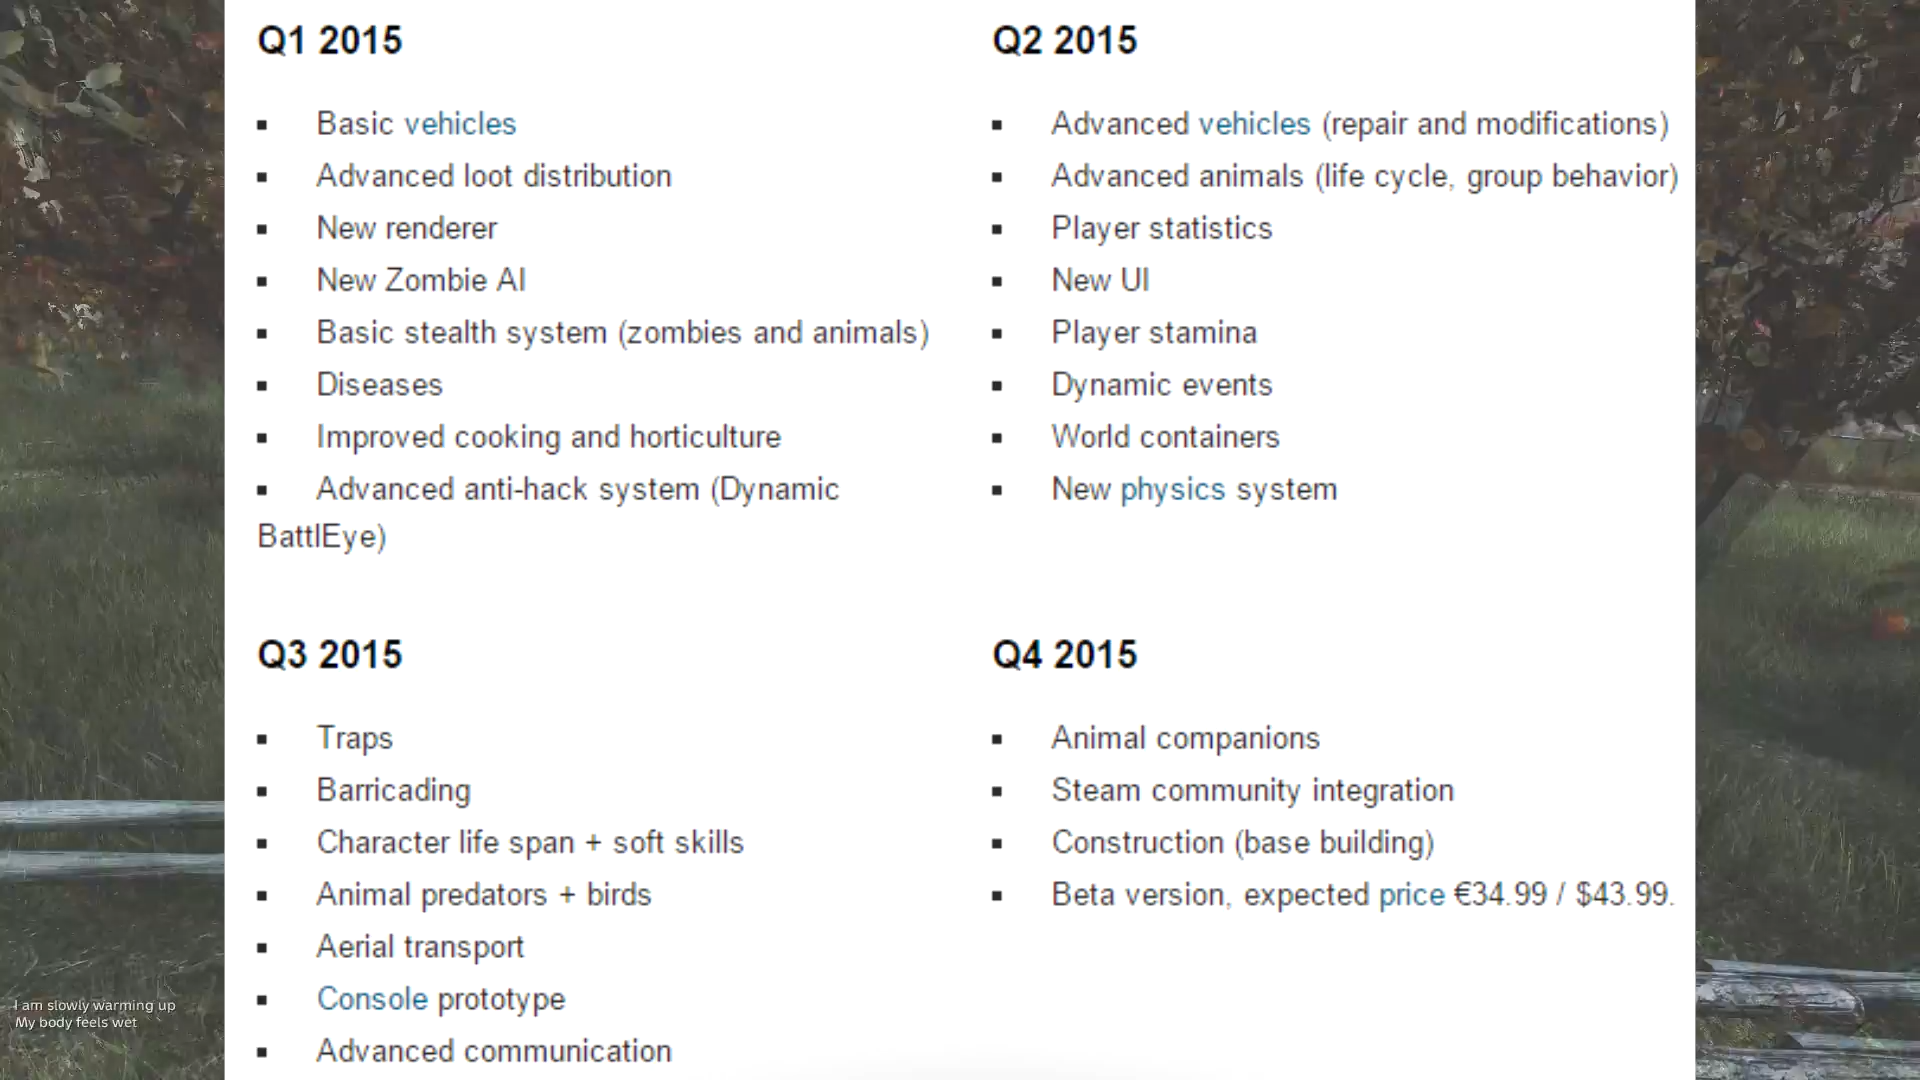 Q1 2015
Basic vehicles
Advanced loot distribution
New renderer
New Zombie AI
Basic stealth system (zombies and animals)
Diseases
Improved cooking and horticulture
Advanced anti-hack system (Dynamic
BattlEye)
Q2 2015
Advanced vehicles (repair and modifications)
Advanced animals (life cycle, group behavior)
Player statistics
New UI
Player stamina
Dynamic events
World containers
New physics system
Q3 2015
Traps
Barricading
Character life span + soft skills
Animal predators + birds
Aerial transport
Console prototype
Advanced communication
Q4 2015
Animal companions
Steam community integration
Construction (base building)
Beta version, expected price €34.99 / $43.99.
I am slowly warming up
My body feels wet